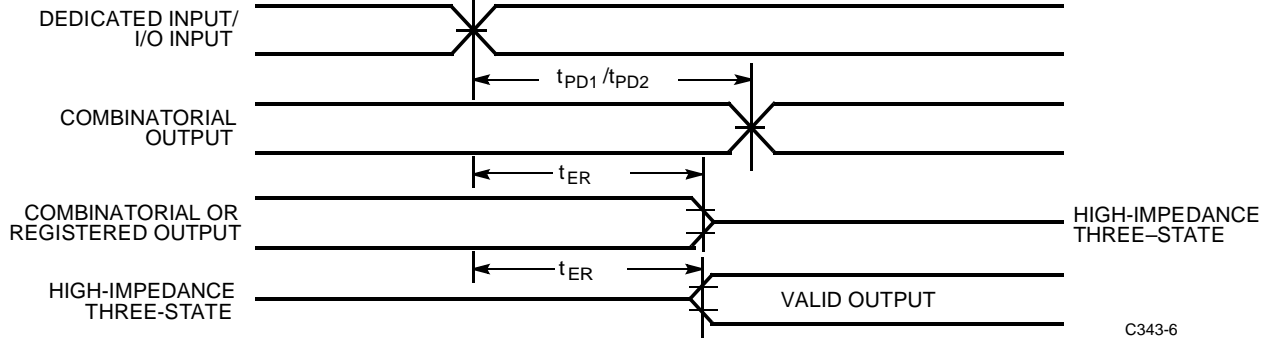 DEDICATED INPUT/
I/O INPUT
tPD1 /tPD2
COMBINATORIAL
OUTPUT
tER
COMBINATORIAL OR
REGISTERED OUTPUT
HIGH-IMPEDANCE
THREE–STATE
tER
HIGH-IMPEDANCE
THREE-STATE
VALID OUTPUT
C343-6